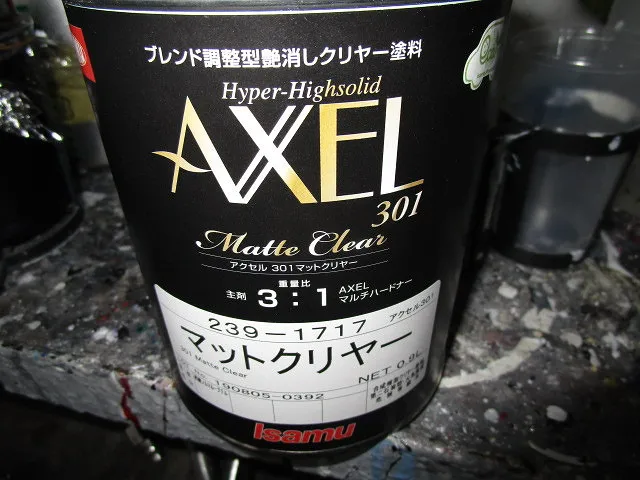 ブレンド調整型艶消しクリヤー塗料
Hyper-Highsolid
AXEL
301
Matte Clear
アクセル 301マットクリヤー
重量比
主剤 3：1 AXEL マルチハードナー
239-1717 アクセル301
マットクリヤー
301 Matte Clear
NET 0.9L
190805 0392
Isamu